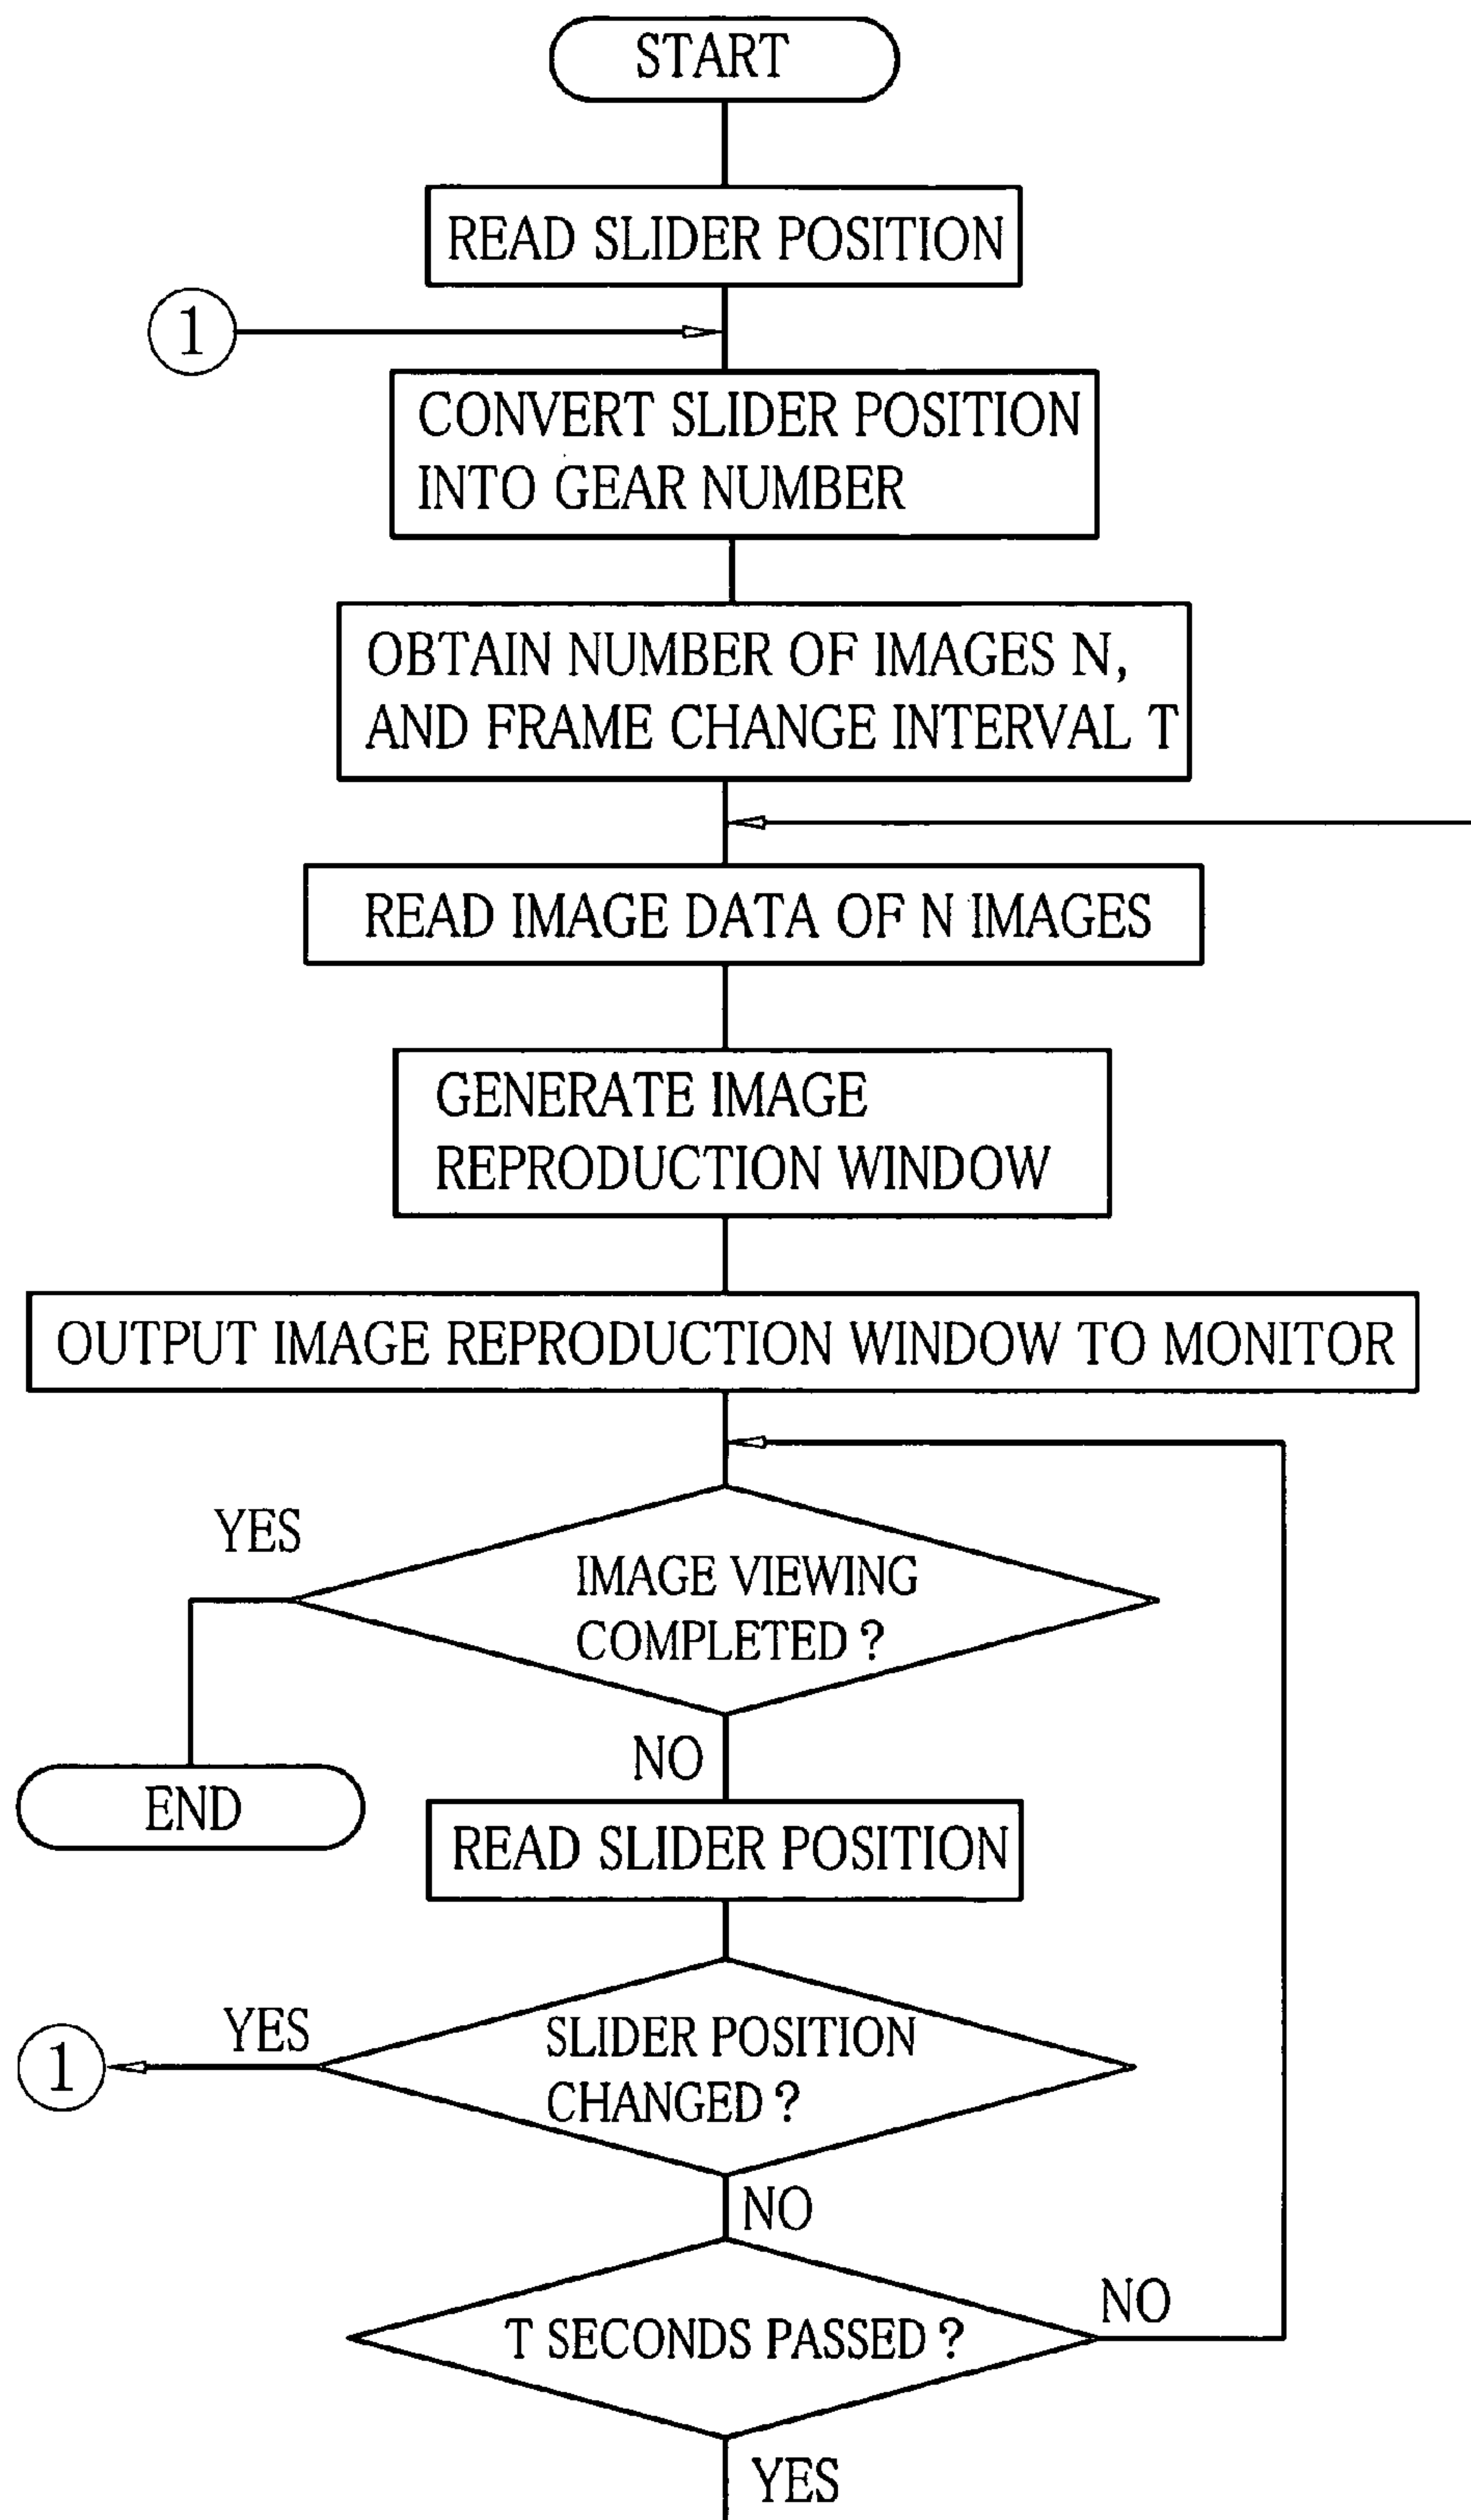 START
READ SLIDER POSITION
1
CONVERT SLIDER POSITION
INTO GEAR NUMBER
OBTAIN NUMBER OF IMAGES N,
AND FRAME CHANGE INTERVAL T
READ IMAGE DATA OF N IMAGES
GENERATE IMAGE
REPRODUCTION WINDOW
OUTPUT IMAGE REPRODUCTION WINDOW TO MONITOR
YES
IMAGE VIEWING
COMPLETED ?
NO
END
READ SLIDER POSITION
YES
1
SLIDER POSITION
CHANGED ?
NO
NO
T SECONDS PASSED ?
YES